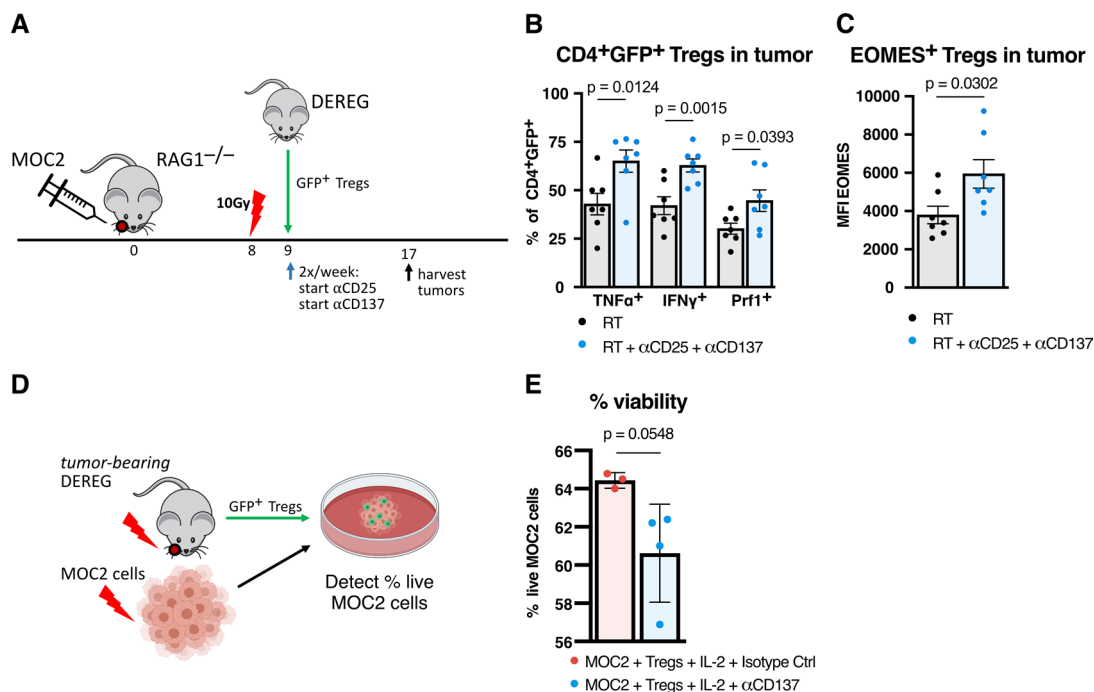 A
MOC2
RAG1–/–
DEREG
GFP+ Tregs
10Gy
0
8
9
17
2x/week:
start αCD25
start αCD137
harvest
tumors
B
CD4+GFP+ Tregs in tumor
p = 0.0124
p = 0.0015
p = 0.0393
% of CD4+GFP+
100
75
50
25
0
TNFα+
IFNγ+
Prf1+
RT
RT + αCD25 + αCD137
C
EOMES+ Tregs in tumor
p = 0.0302
MFI EOMES
10000
8000
6000
4000
2000
0
RT
RT + αCD25 + αCD137
D
tumor-bearing
DEREG
GFP+ Tregs
MOC2 cells
Detect % live
MOC2 cells
E
% viability
p = 0.0548
% live MOC2 cells
66
64
62
60
58
56
MOC2 + Tregs + IL-2 + Isotype Ctrl
MOC2 + Tregs + IL-2 + αCD137